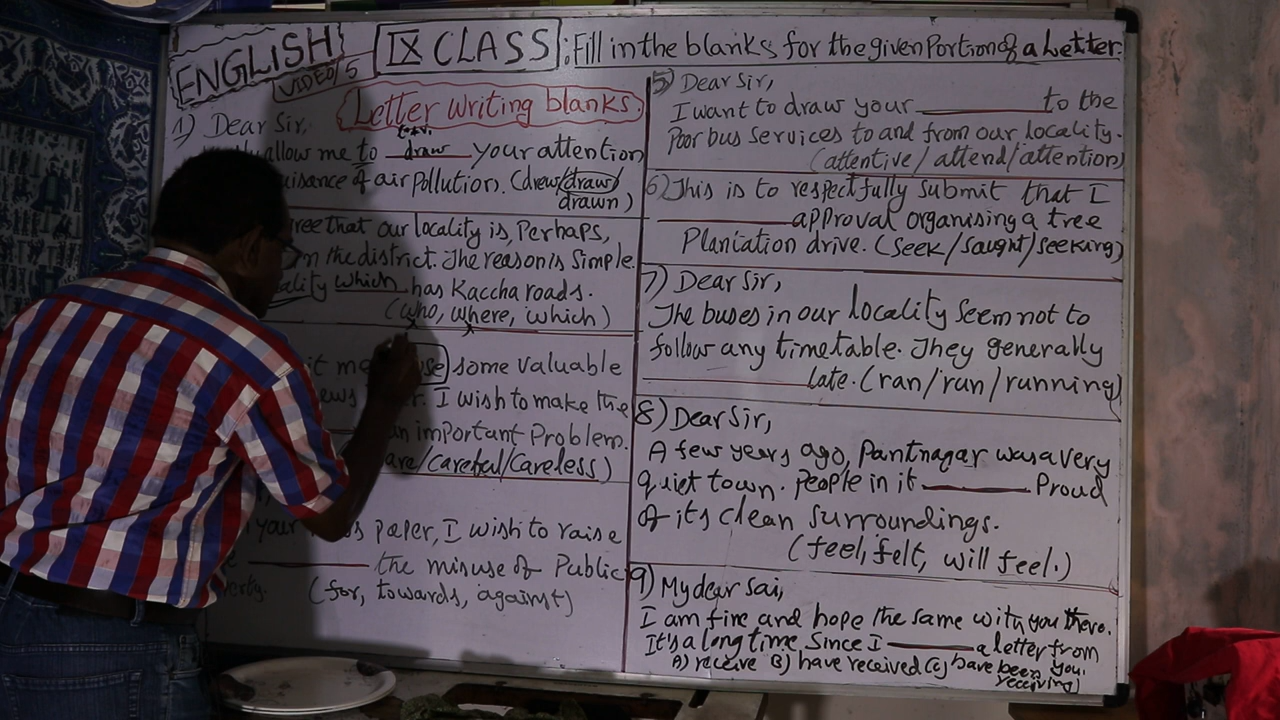 ENGLISH IX CLASS: Fill in the blanks for the given Portion of a Letter.
VIDEO/5
Letter Writing blanks
1) Dear Sir,
allow me to draw your attention
of air Pollution. (drew/draw/
drawn)
that our locality is, Perhaps,
the district. The reason is Simple.
which has Kaccha roads.
(who, where, which)
it some valuable
I wish to make the
important Problem.
/Careful/Careless)
your paper, I wish to raise
________ the misuse of Public
(for, towards, against)
5) Dear Sir,
I want to draw your ________ to the
Poor bus services to and from our locality.
(attentive/attend/attention)
6) This is to respectfully submit that I
________ approval organising a tree
Plantation drive. (Seek/saught/seeking)
7) Dear Sir,
The buses in our locality seem not to
follow any timetable. They generally
________ late. (ran/run/running)
8) Dear Sir,
A few years ago, Pantnagar was a very
quiet town. People in it ________ Proud
of its clean surroundings.
(feel, felt, will feel.)
9) My dear Sai,
I am fine and hope the same with you there.
It's a long time since I ________ a letter from
you.
A) receive B) have received C) have been
receiving)